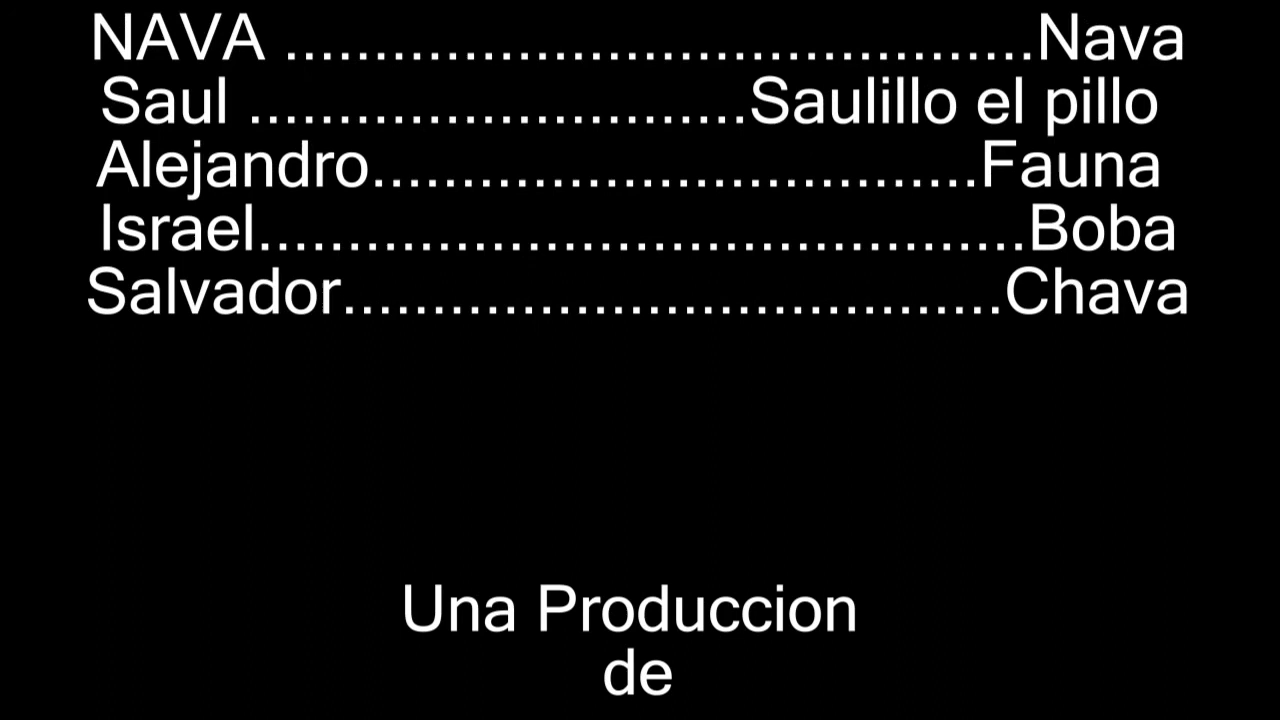 NAVA ..........................................Nava
Saul ............................Saulillo el pillo
Alejandro..................................Fauna
Israel...........................................Boba
Salvador.....................................Chava
Una Produccion
de